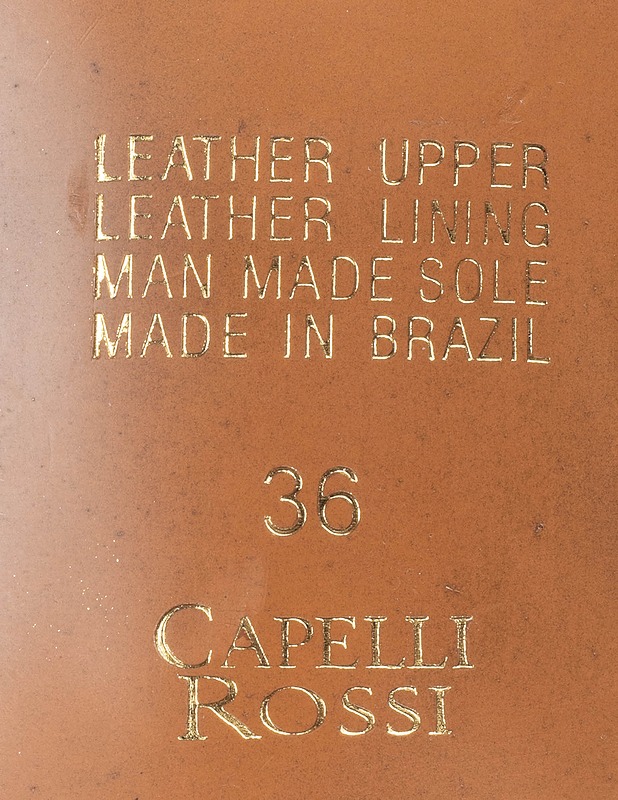 LEATHER UPPER
LEATHER LINING
MAN MADE SOLE
MADE IN BRAZIL
36
CAPELLI
ROSSI